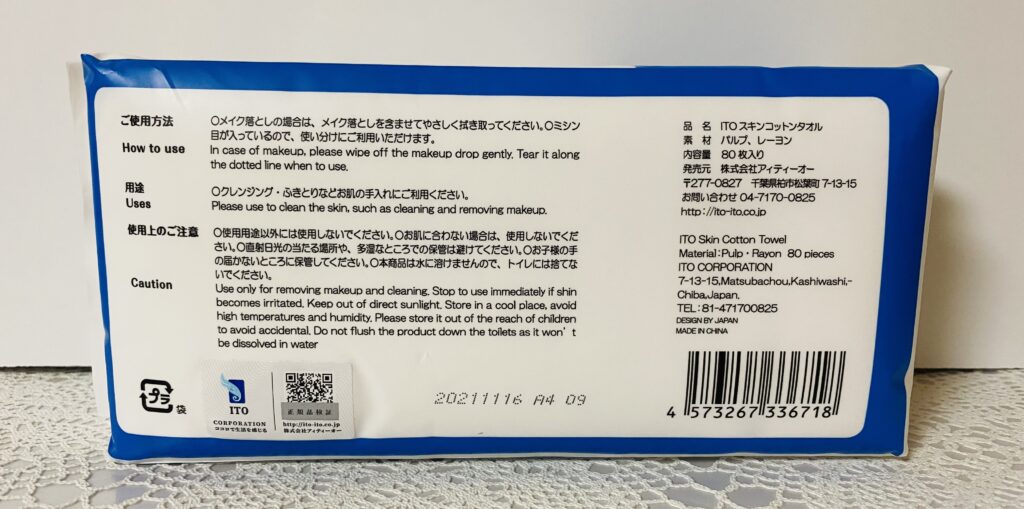 ご使用方法
How to use
〇メイク落としの場合は、メイク落としを含ませてやさしく拭き取ってください。〇ミシン
目が入っているので、使い分けにご利用いただけます。
In case of makeup, please wipe off the makeup drop gently. Tear it along
the dotted line when to use.
用途
Uses
〇クレンジング・ふきとりなどお肌の手入れにご利用ください。
Please use to clean the skin, such as cleaning and removing makeup.
使用上のご注意
Caution
〇使用用途以外には使用しないでください。〇お肌に合わない場合は、使用しないでくだ
さい。〇直射日光の当たる場所や、多湿なところでの保管は避けてください。〇お子様の手
の届かないところに保管してください。〇本商品は水に溶けませんので、トイレには捨てな
いでください。
Use only for removing makeup and cleaning. Stop to use immediately if shin
becomes irritated. Keep out of direct sunlight. Store in a cool place, avoid
high temperatures and humidity. Please store it out of the reach of children
to avoid accidental. Do not flush the product down the toilets as it won't
be dissolved in water
品 名 ITO スキンコットンタオル
素 材 パルプ、レーヨン
内容量 80 枚入り
発売元 株式会社アイティーオー
〒277-0827 千葉県柏市松葉町 7-13-15
お問い合わせ 04-7170-0825
http://ito-ito.co.jp
ITO Skin Cotton Towel
Material:Pulp・Rayon 80 pieces
ITO CORPORATION
7-13-15,Matsubachou,Kashiwashi,-
Chiba,Japan.
TEL:81-471700825
DESIGN BY JAPAN
MADE IN CHINA
プラ
袋
ITO
CORPORATION
ココロで生活を感じる
正規品検証
http://ito-ito.co.jp
株式会社アイティーオー
20211116 A4 09
4 573267 336718